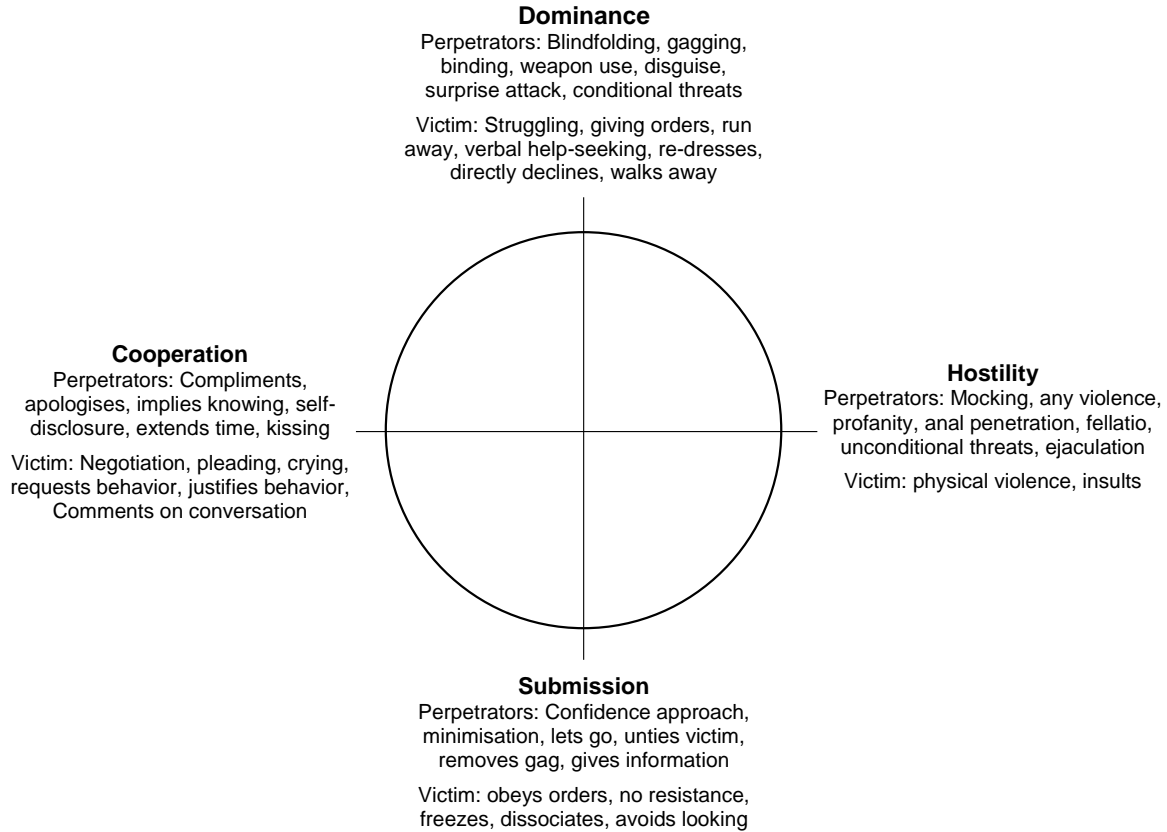 Dominance
Perpetrators: Blindfolding, gagging,
binding, weapon use, disguise,
surprise attack, conditional threats
Victim: Struggling, giving orders, run
away, verbal help-seeking, re-dresses,
directly declines, walks away
Cooperation
Perpetrators: Compliments,
apologises, implies knowing, self-
disclosure, extends time, kissing
Victim: Negotiation, pleading, crying,
requests behavior, justifies behavior,
Comments on conversation
Hostility
Perpetrators: Mocking, any violence,
profanity, anal penetration, fellatio,
unconditional threats, ejaculation
Victim: physical violence, insults
Submission
Perpetrators: Confidence approach,
minimisation, lets go, unties victim,
removes gag, gives information
Victim: obeys orders, no resistance,
freezes, dissociates, avoids looking